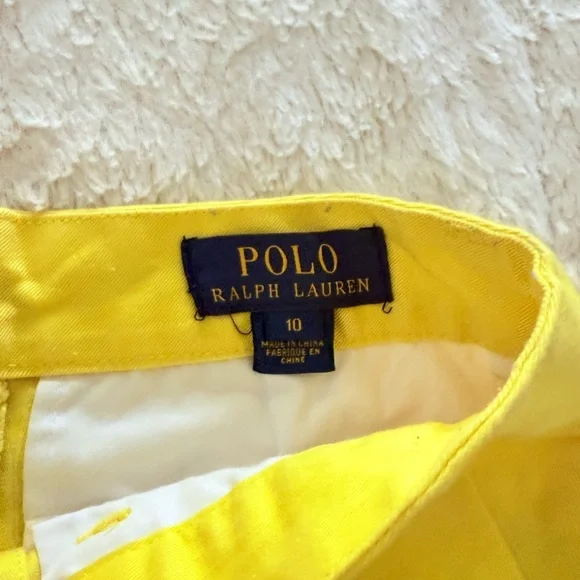 POLO
RALPH LAUREN
10
MADE IN CHINA
FABRIQUE EN
CHINE